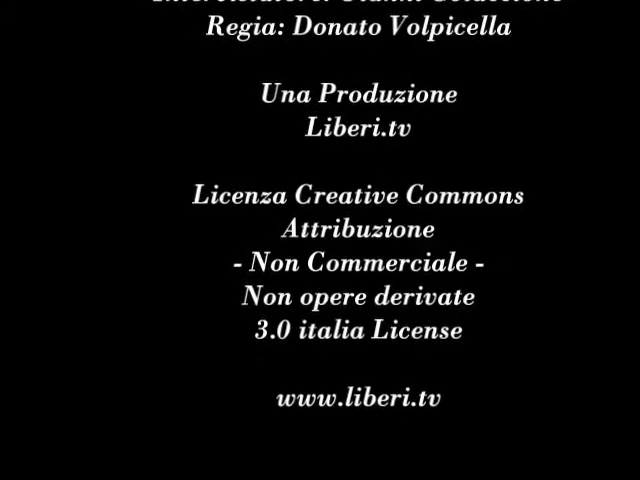 Regia: Donato Volpicella
Una Produzione
Liberi.tv
Licenza Creative Commons
Attribuzione
- Non Commerciale -
Non opere derivate
3.0 italia License
www.liberi.tv